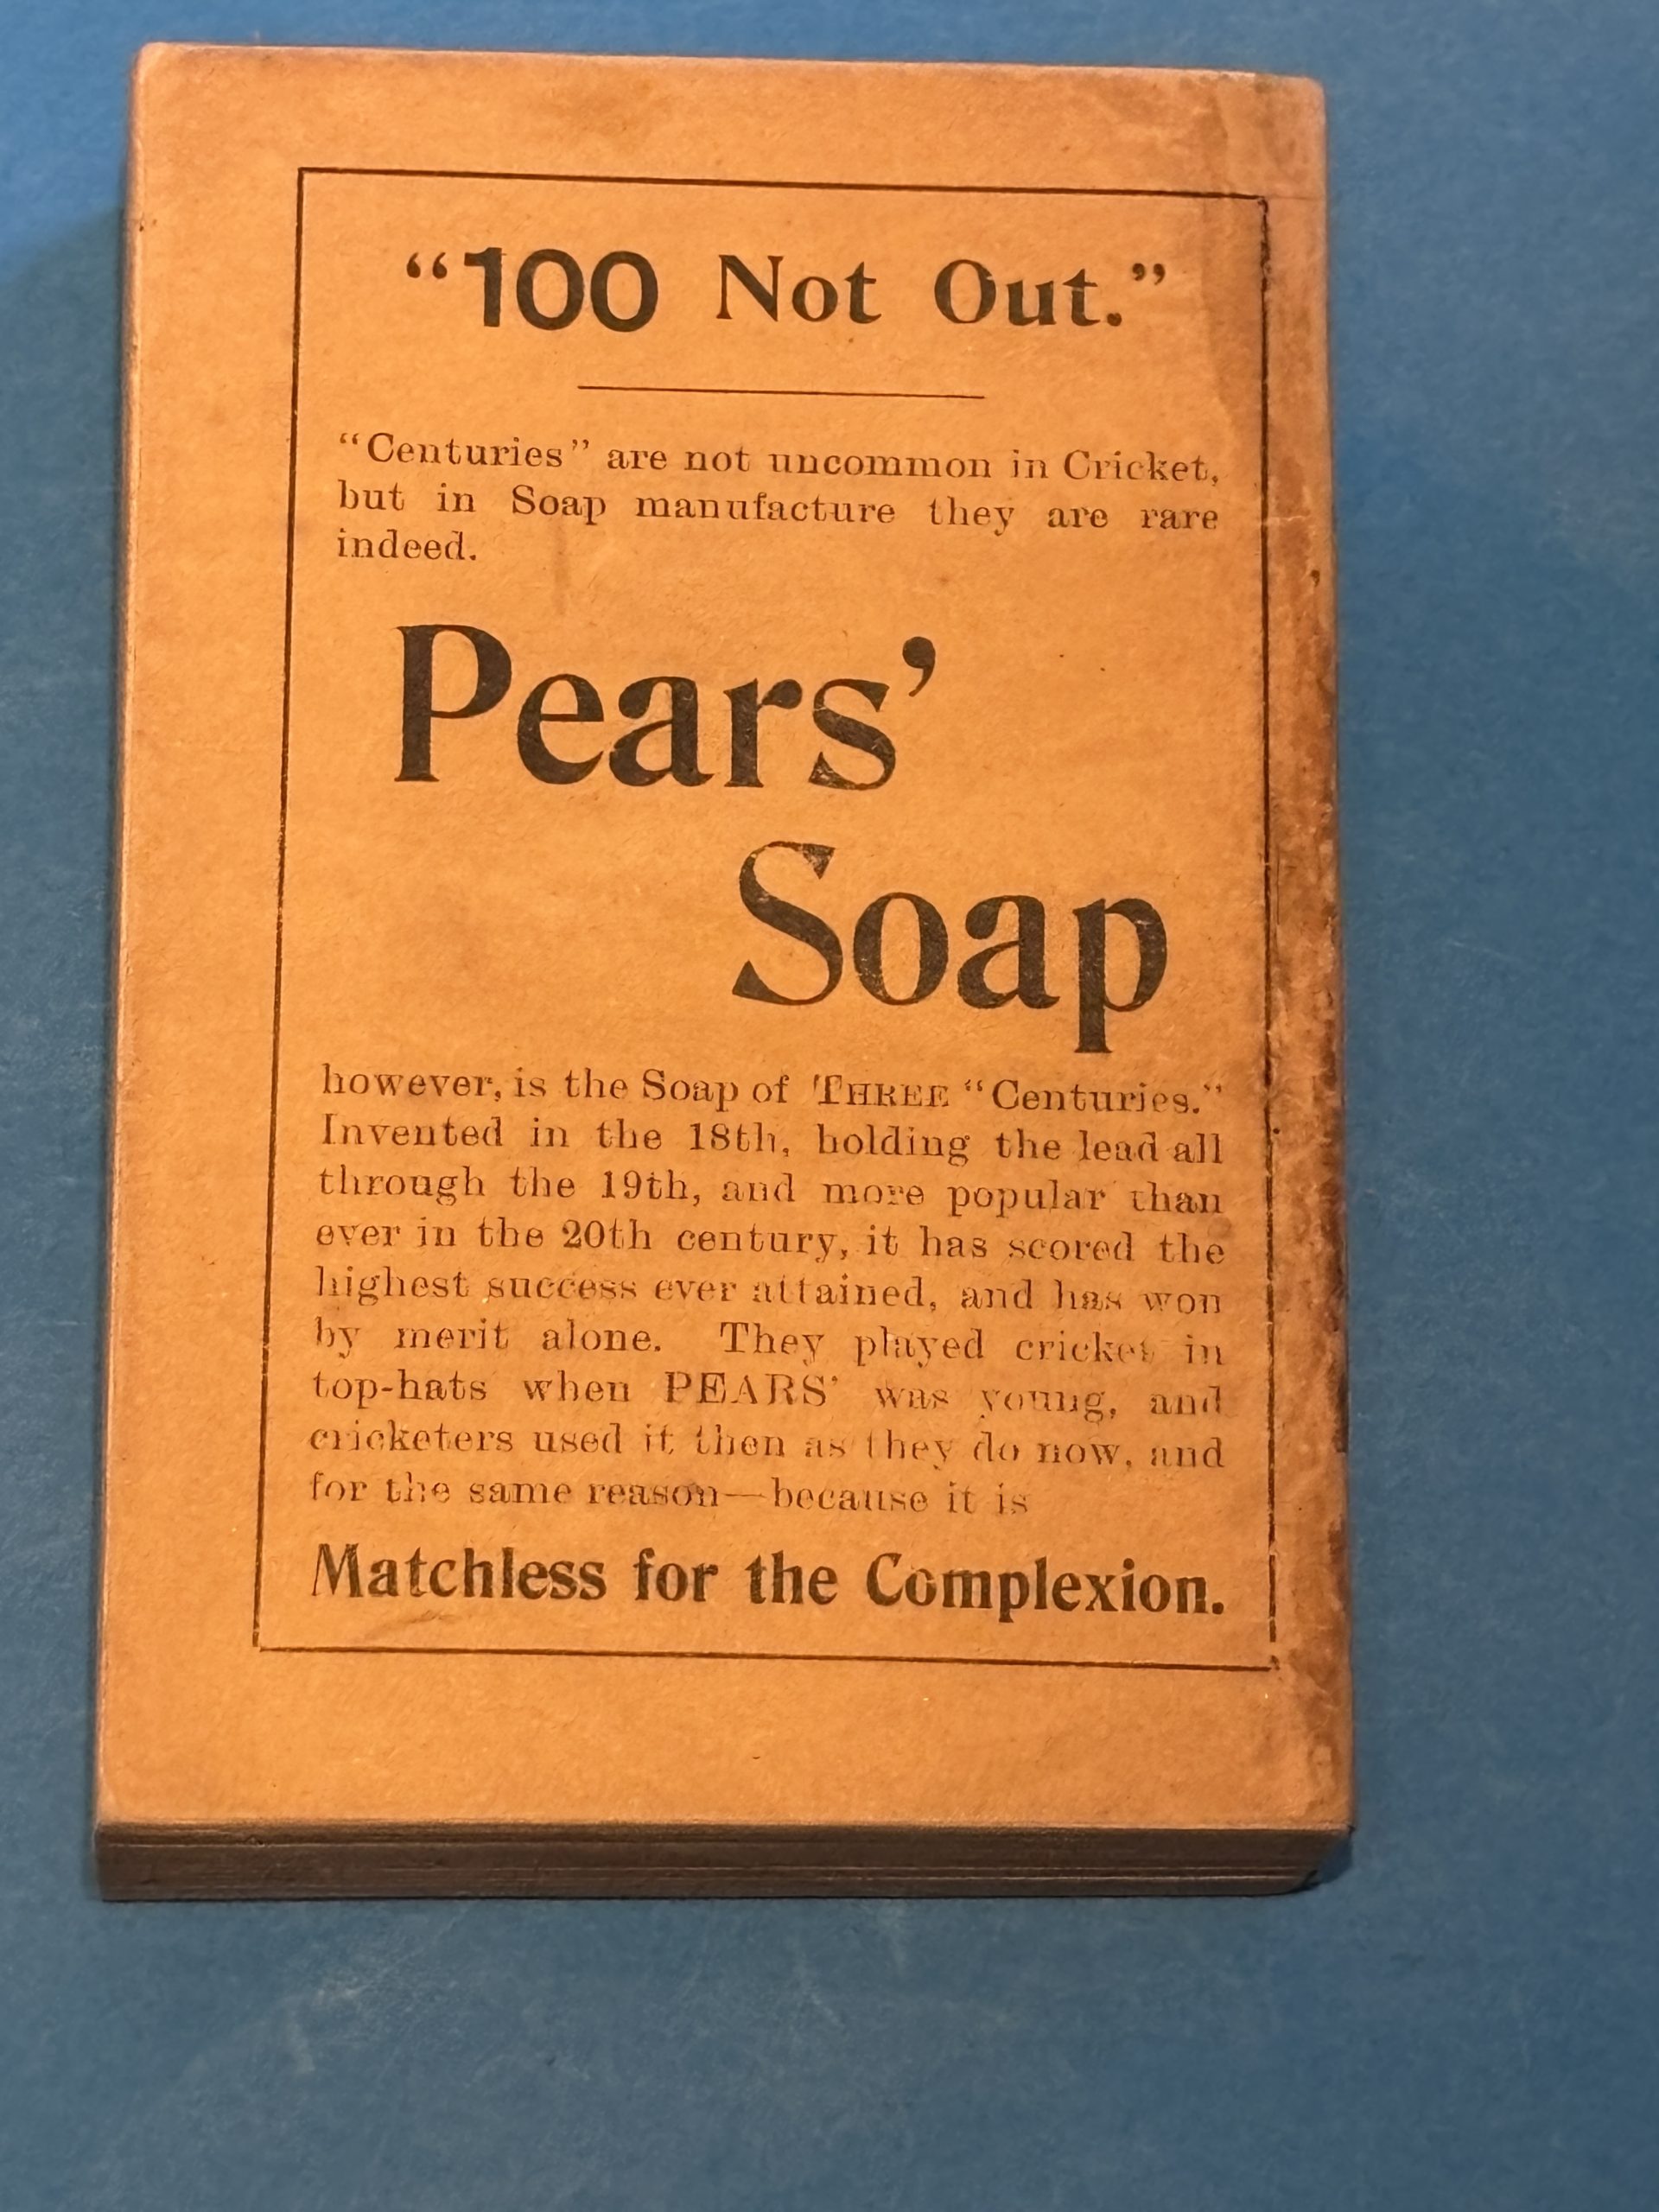 “100 Not Out.”
“Centuries” are not uncommon in Cricket,
but in Soap manufacture they are rare
indeed.
Pears’
Soap
however, is the Soap of THREE “Centuries.”
Invented in the 18th, holding the lead all
through the 19th, and more popular than
ever in the 20th century, it has scored the
highest success ever attained, and has won
by merit alone. They played cricket in
top-hats when PEARS’ was young, and
cricketers used it then as they do now, and
for the same reason—because it is
Matchless for the Complexion.